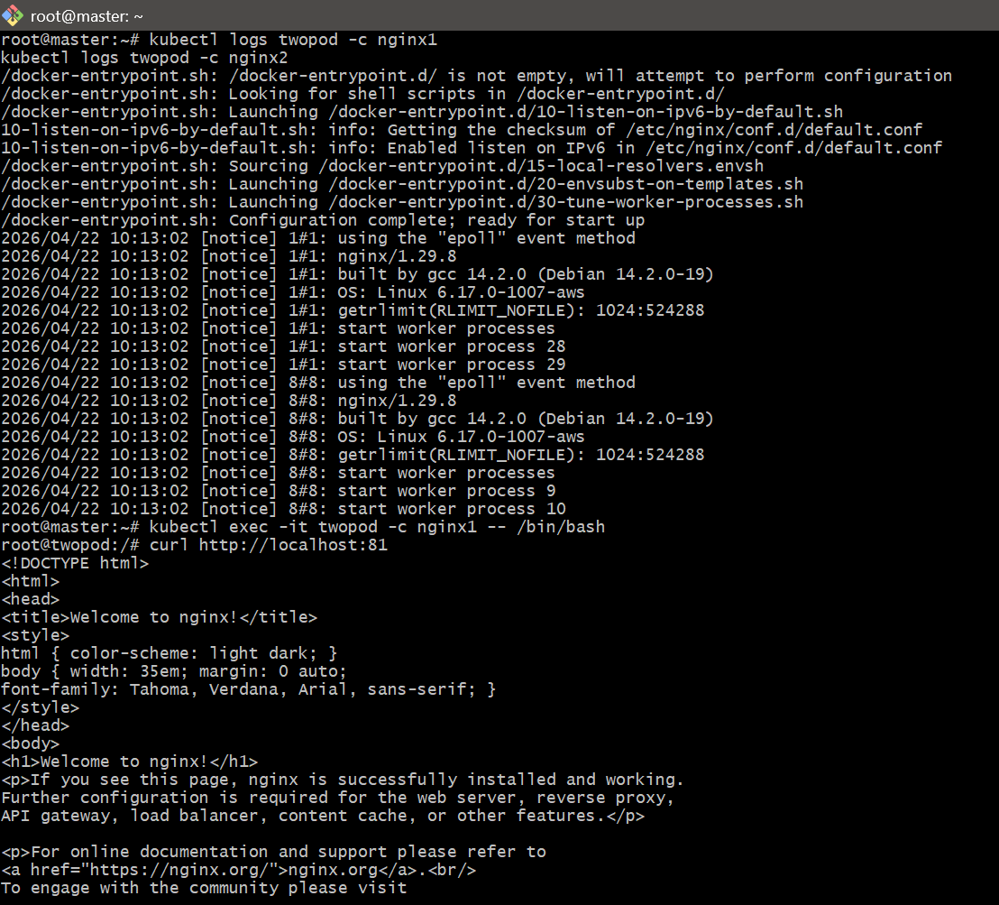 root@master: ~
root@master:~# kubectl logs twopod -c nginx1
kubectl logs twopod -c nginx2
/docker-entrypoint.sh: /docker-entrypoint.d/ is not empty, will attempt to perform configuration
/docker-entrypoint.sh: Looking for shell scripts in /docker-entrypoint.d/
/docker-entrypoint.sh: Launching /docker-entrypoint.d/10-listen-on-ipv6-by-default.sh
10-listen-on-ipv6-by-default.sh: info: Getting the checksum of /etc/nginx/conf.d/default.conf
10-listen-on-ipv6-by-default.sh: info: Enabled listen on IPv6 in /etc/nginx/conf.d/default.conf
/docker-entrypoint.sh: Sourcing /docker-entrypoint.d/15-local-resolvers.envsh
/docker-entrypoint.sh: Launching /docker-entrypoint.d/20-envsubst-on-templates.sh
/docker-entrypoint.sh: Launching /docker-entrypoint.d/30-tune-worker-processes.sh
/docker-entrypoint.sh: Configuration complete; ready for start up
2026/04/22 10:13:02 [notice] 1#1: using the "epoll" event method
2026/04/22 10:13:02 [notice] 1#1: nginx/1.29.8
2026/04/22 10:13:02 [notice] 1#1: built by gcc 14.2.0 (Debian 14.2.0-19)
2026/04/22 10:13:02 [notice] 1#1: OS: Linux 6.17.0-1007-aws
2026/04/22 10:13:02 [notice] 1#1: getrlimit(RLIMIT_NOFILE): 1024:524288
2026/04/22 10:13:02 [notice] 1#1: start worker processes
2026/04/22 10:13:02 [notice] 1#1: start worker process 28
2026/04/22 10:13:02 [notice] 1#1: start worker process 29
2026/04/22 10:13:02 [notice] 8#8: using the "epoll" event method
2026/04/22 10:13:02 [notice] 8#8: nginx/1.29.8
2026/04/22 10:13:02 [notice] 8#8: built by gcc 14.2.0 (Debian 14.2.0-19)
2026/04/22 10:13:02 [notice] 8#8: OS: Linux 6.17.0-1007-aws
2026/04/22 10:13:02 [notice] 8#8: getrlimit(RLIMIT_NOFILE): 1024:524288
2026/04/22 10:13:02 [notice] 8#8: start worker processes
2026/04/22 10:13:02 [notice] 8#8: start worker process 9
2026/04/22 10:13:02 [notice] 8#8: start worker process 10
root@master:~# kubectl exec -it twopod -c nginx1 -- /bin/bash
root@twopod:/# curl http://localhost:81
<!DOCTYPE html>
<html>
<head>
<title>Welcome to nginx!</title>
<style>
html { color-scheme: light dark; }
body { width: 35em; margin: 0 auto;
font-family: Tahoma, Verdana, Arial, sans-serif; }
</style>
</head>
<body>
<h1>Welcome to nginx!</h1>
<p>If you see this page, nginx is successfully installed and working.
Further configuration is required for the web server, reverse proxy,
API gateway, load balancer, content cache, or other features.</p>

<p>For online documentation and support please refer to
<a href="https://nginx.org/">nginx.org</a>.<br/>
To engage with the community please visit